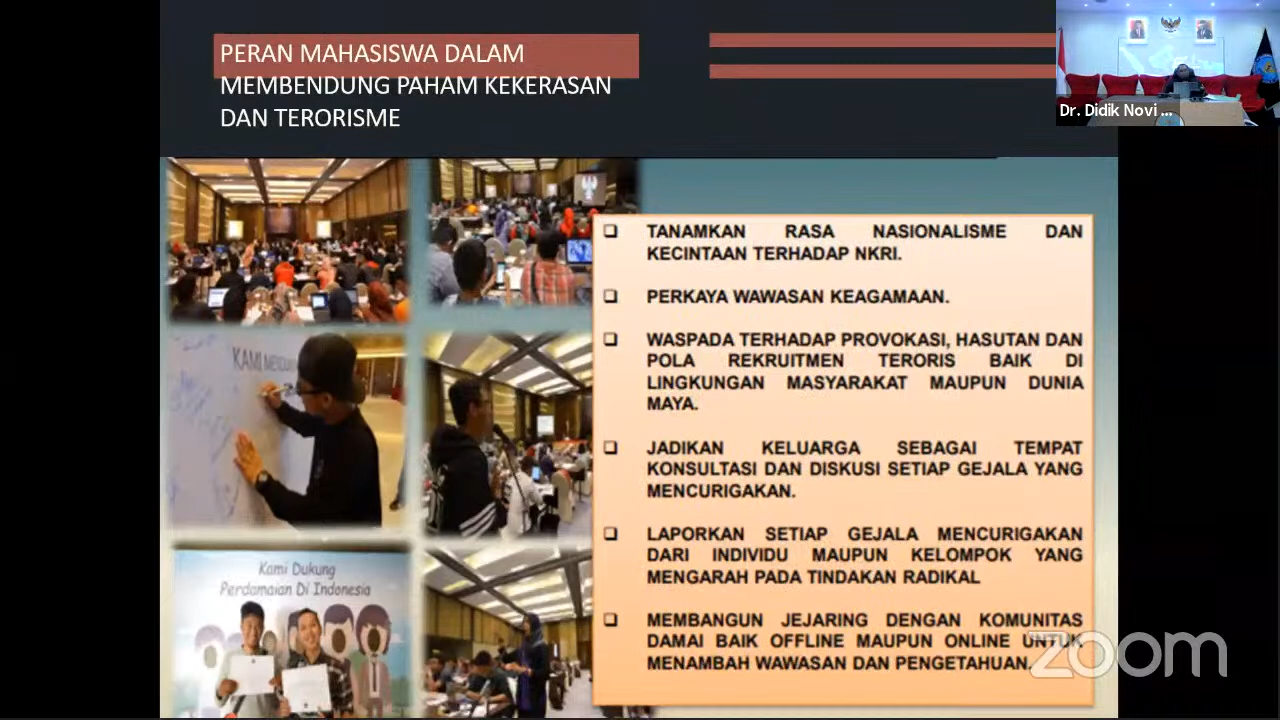 PERAN MAHASISWA DALAM
MEMBENDUNG PAHAM KEKERASAN
DAN TERORISME
Dr. Didik Novi ...
KAMI
Kami Dukung
Perdamaian Di Indonesia
❑ TANAMKAN RASA NASIONALISME DAN
KECINTAAN TERHADAP NKRI.
❑ PERKAYA WAWASAN KEAGAMAAN.
❑ WASPADA TERHADAP PROVOKASI, HASUTAN DAN
POLA REKRUITMEN TERORIS BAIK DI
LINGKUNGAN MASYARAKAT MAUPUN DUNIA
MAYA.
❑ JADIKAN KELUARGA SEBAGAI TEMPAT
KONSULTASI DAN DISKUSI SETIAP GEJALA YANG
MENCURIGAKAN.
❑ LAPORKAN SETIAP GEJALA MENCURIGAKAN
DARI INDIVIDU MAUPUN KELOMPOK YANG
MENGARAH PADA TINDAKAN RADIKAL
❑ MEMBANGUN JEJARING DENGAN KOMUNITAS
DAMAI BAIK OFFLINE MAUPUN ONLINE UNTUK
MENAMBAH WAWASAN DAN PENGETAHUAN.
zoom